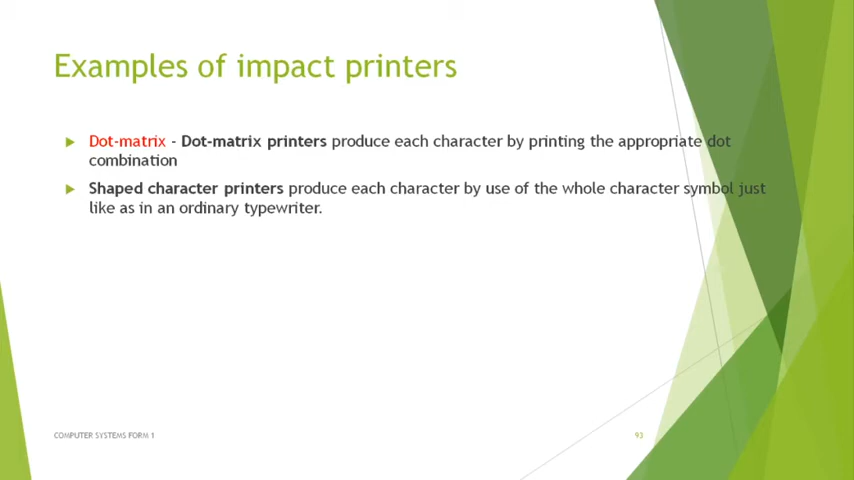 Examples of impact printers
Dot-matrix - Dot-matrix printers produce each character by printing the appropriate dot
combination
Shaped character printers produce each character by use of the whole character symbol just
like as in an ordinary typewriter.
COMPUTER SYSTEMS FORM 1
93